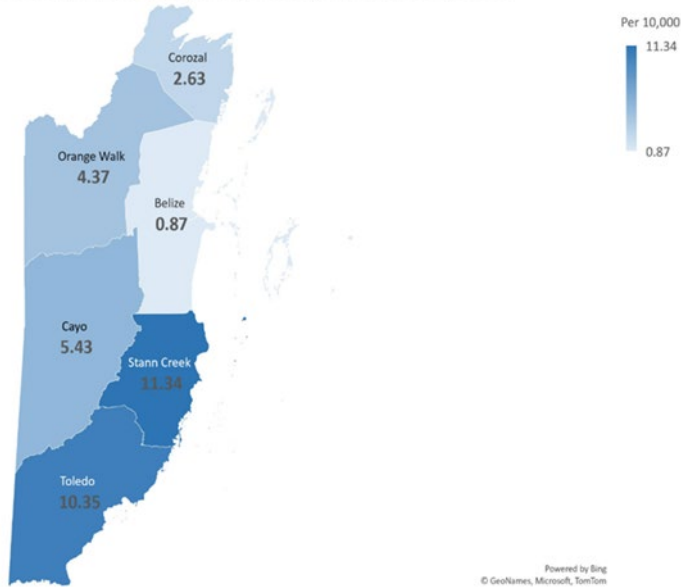 Per 10,000
11.34
0.87
Corozal
2.63
Orange Walk
4.37
Belize
0.87
Cayo
5.43
Stann Creek
11.34
Toledo
10.35
Powered by Bing
© GeoNames, Microsoft, TomTom